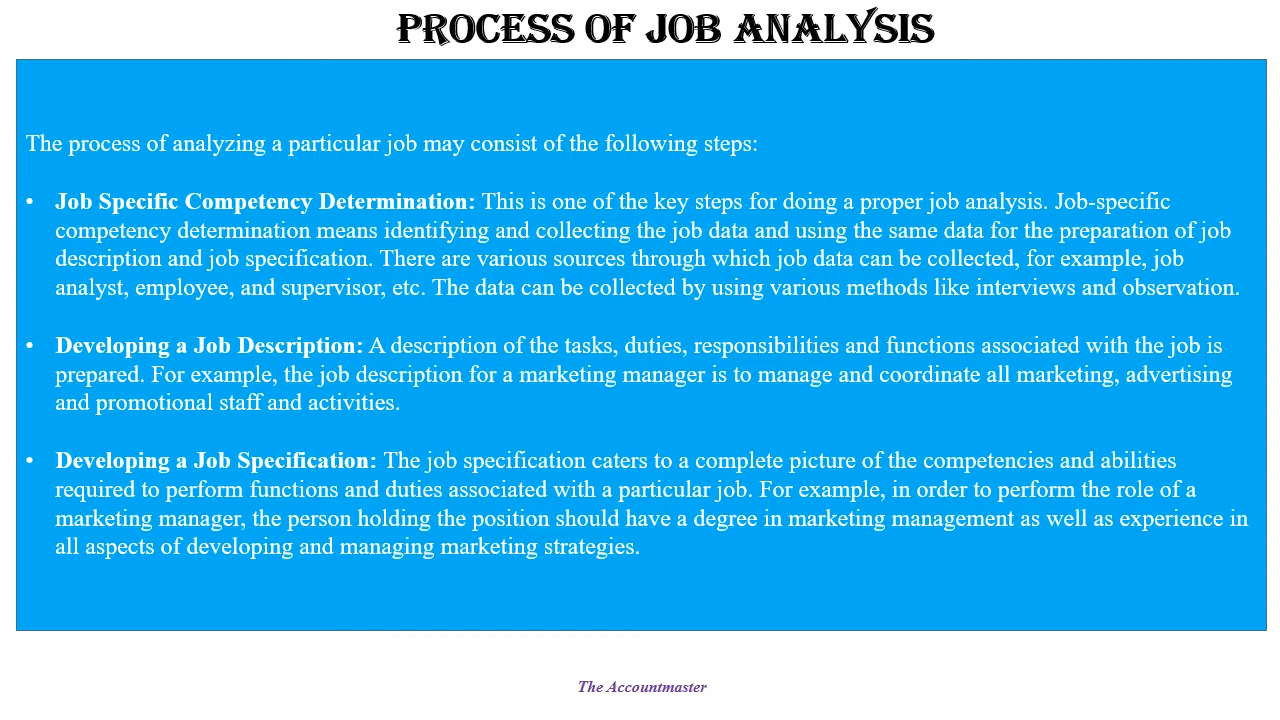 PROCESS OF JOB ANALYSIS
The process of analyzing a particular job may consist of the following steps:
• Job Specific Competency Determination: This is one of the key steps for doing a proper job analysis. Job-specific
competency determination means identifying and collecting the job data and using the same data for the preparation of job
description and job specification. There are various sources through which job data can be collected, for example, job
analyst, employee, and supervisor, etc. The data can be collected by using various methods like interviews and observation.
• Developing a Job Description: A description of the tasks, duties, responsibilities and functions associated with the job is
prepared. For example, the job description for a marketing manager is to manage and coordinate all marketing, advertising
and promotional staff and activities.
• Developing a Job Specification: The job specification caters to a complete picture of the competencies and abilities
required to perform functions and duties associated with a particular job. For example, in order to perform the role of a
marketing manager, the person holding the position should have a degree in marketing management as well as experience in
all aspects of developing and managing marketing strategies.
The Accountmaster